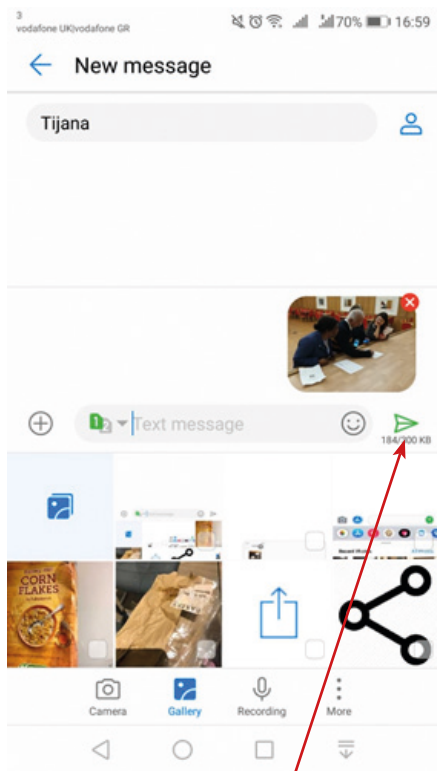 3
vodafone UK|vodafone GR
70% 16:59
New message
Tijana
Text message
184/300 KB
CORN
FLAKES
Camera
Gallery
Recording
More